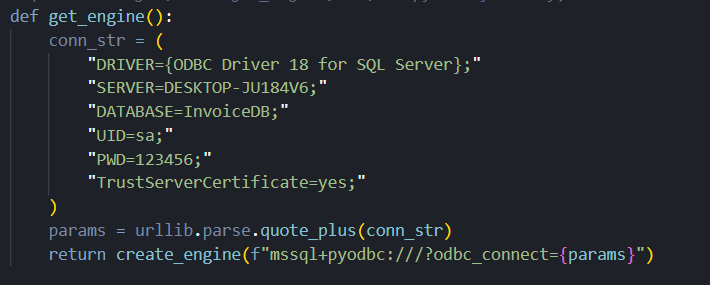 def get_engine():
    conn_str = (
        "DRIVER={ODBC Driver 18 for SQL Server};"
        "SERVER=DESKTOP-JU184V6;"
        "DATABASE=InvoiceDB;"
        "UID=sa;"
        "PWD=123456;"
        "TrustServerCertificate=yes;"
    )
    params = urllib.parse.quote_plus(conn_str)
    return create_engine(f"mssql+pyodbc:///?odbc_connect={params}")